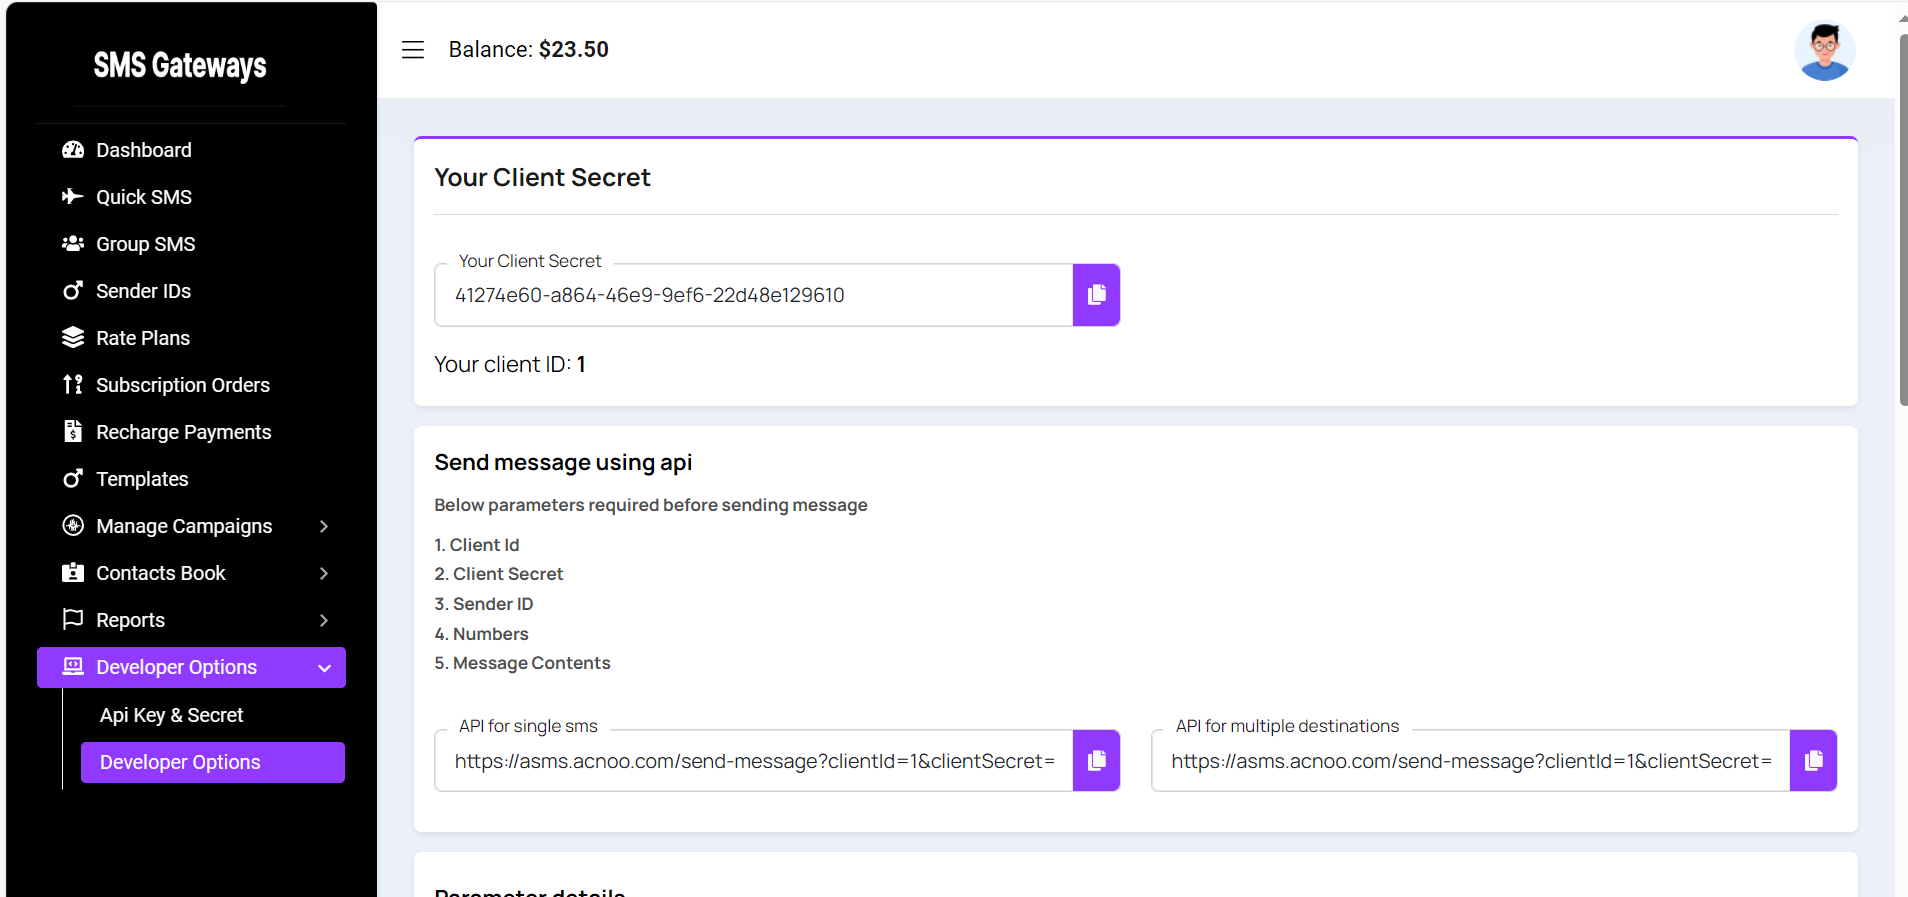 SMS Gateways
Dashboard
Quick SMS
Group SMS
Sender IDs
Rate Plans
Subscription Orders
Recharge Payments
Templates
Manage Campaigns
Contacts Book
Reports
Developer Options
Api Key & Secret
Developer Options
Balance: $23.50
Your Client Secret
Your Client Secret
41274e60-a864-46e9-9ef6-22d48e129610
Your client ID: 1
Send message using api
Below parameters required before sending message
1. Client Id
2. Client Secret
3. Sender ID
4. Numbers
5. Message Contents
API for single sms
https://asms.acnoo.com/send-message?clientId=1&clientSecret=
API for multiple destinations
https://asms.acnoo.com/send-message?clientId=1&clientSecret=
Parameter details